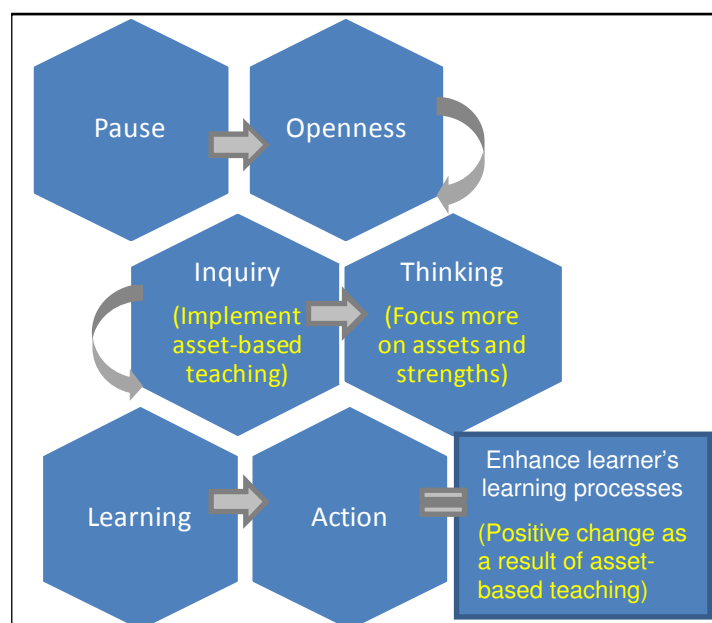 Pause
Openness
Inquiry
(Implement
asset-based
teaching)
Thinking
(Focus more
on assets and
strengths)
Learning
Action
Enhance learner's
learning processes
(Positive change as
a result of asset-
based teaching)